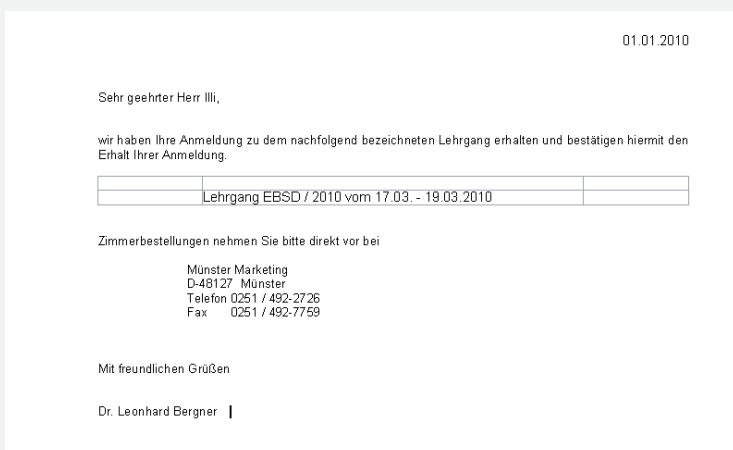 01.01.2010
Sehr geehrter Herr Illi,
wir haben Ihre Anmeldung zu dem nachfolgend bezeichneten Lehrgang erhalten und bestätigen hiermit den
Erhalt Ihrer Anmeldung.
Lehrgang EBSD / 2010 vom 17.03. - 19.03.2010
Zimmerbestellungen nehmen Sie bitte direkt vor bei
Münster Marketing
D-48127 Münster
Telefon 0251 / 492-2726
Fax 0251 / 492-7759
Mit freundlichen Grüßen
Dr. Leonhard Bergner